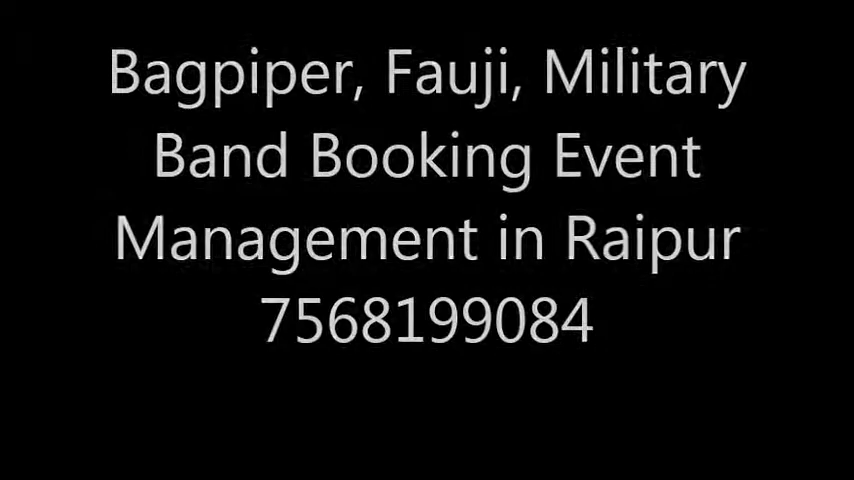 Bagpiper, Fauji, Military
Band Booking Event
Management in Raipur
7568199084